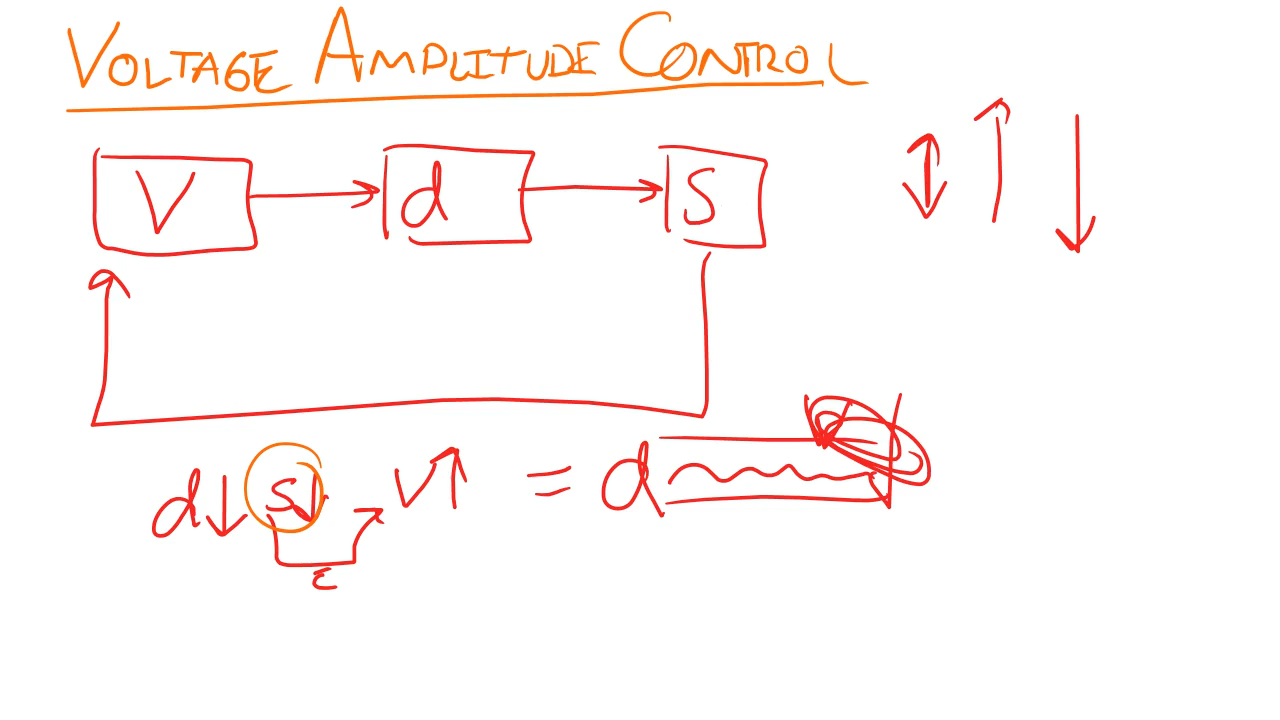 VOLTAGE AMPLITUDE CONTROL
V → d → S
↕ ↑ ↓
d↓ s↓ v↑ = d
c